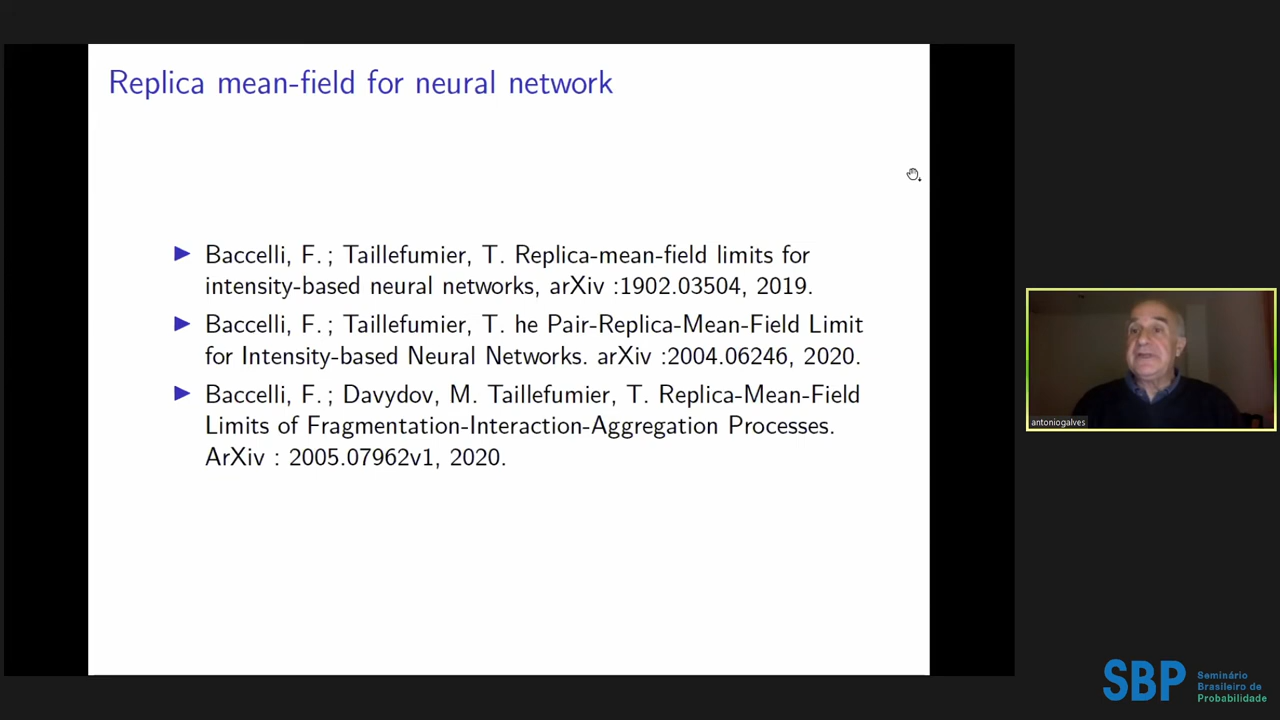 Replica mean-field for neural network
Baccelli, F. ; Taillefumier, T. Replica-mean-field limits for
intensity-based neural networks, arXiv :1902.03504, 2019.
Baccelli, F. ; Taillefumier, T. he Pair-Replica-Mean-Field Limit
for Intensity-based Neural Networks. arXiv :2004.06246, 2020.
Baccelli, F. ; Davydov, M. Taillefumier, T. Replica-Mean-Field
Limits of Fragmentation-Interaction-Aggregation Processes.
ArXiv : 2005.07962v1, 2020.
antoniogalves
SBP
Seminário
Brasileiro de
Probabilidade